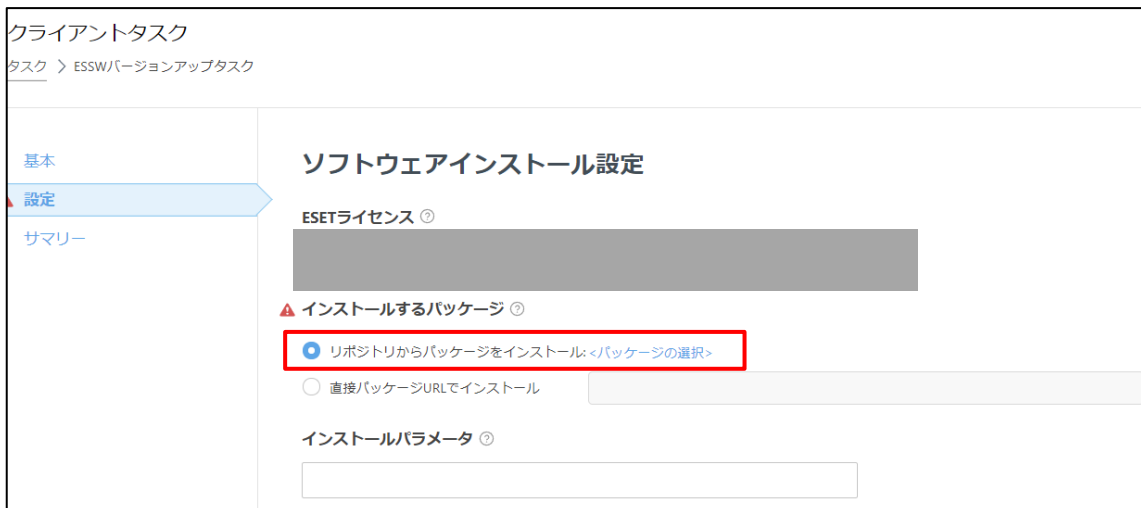 クライアントタスク
タスク > ESSWバージョンアップタスク
基本
設定
サマリー
ソフトウェアインストール設定
ESETライセンス ?
インストールするパッケージ ?
リポジトリからパッケージをインストール: <パッケージの選択>
直接パッケージURLでインストール
インストールパラメータ ?